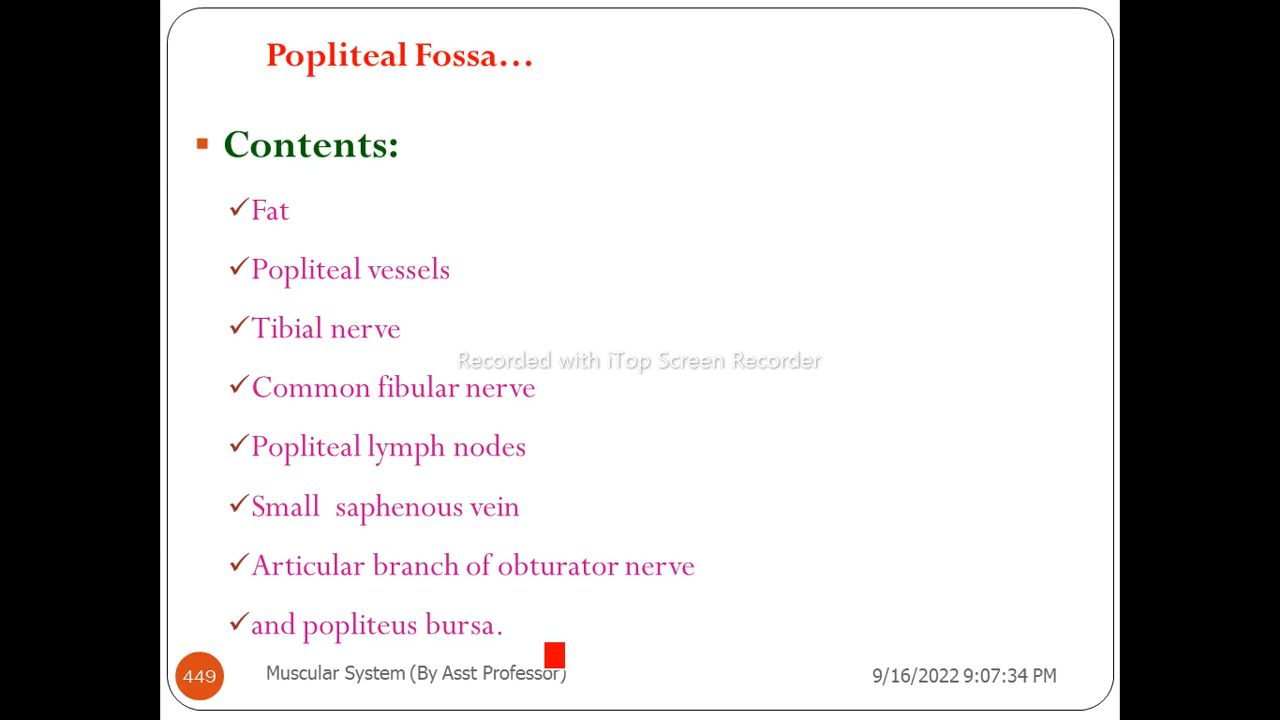 Popliteal Fossa…
Contents:
Fat
Popliteal vessels
Tibial nerve
Recorded with iTop Screen Recorder
Common fibular nerve
Popliteal lymph nodes
Small saphenous vein
Articular branch of obturator nerve
and popliteus bursa.
449 Muscular System (By Asst Professor) 9/16/2022 9:07:34 PM